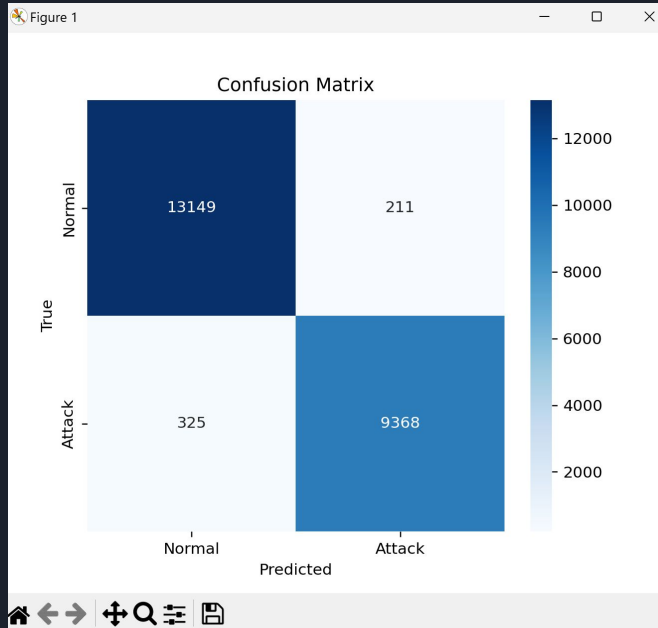 Figure 1
Confusion Matrix
Normal
13149
211
True
Attack
325
9368
Normal
Attack
Predicted
12000
10000
8000
6000
4000
2000